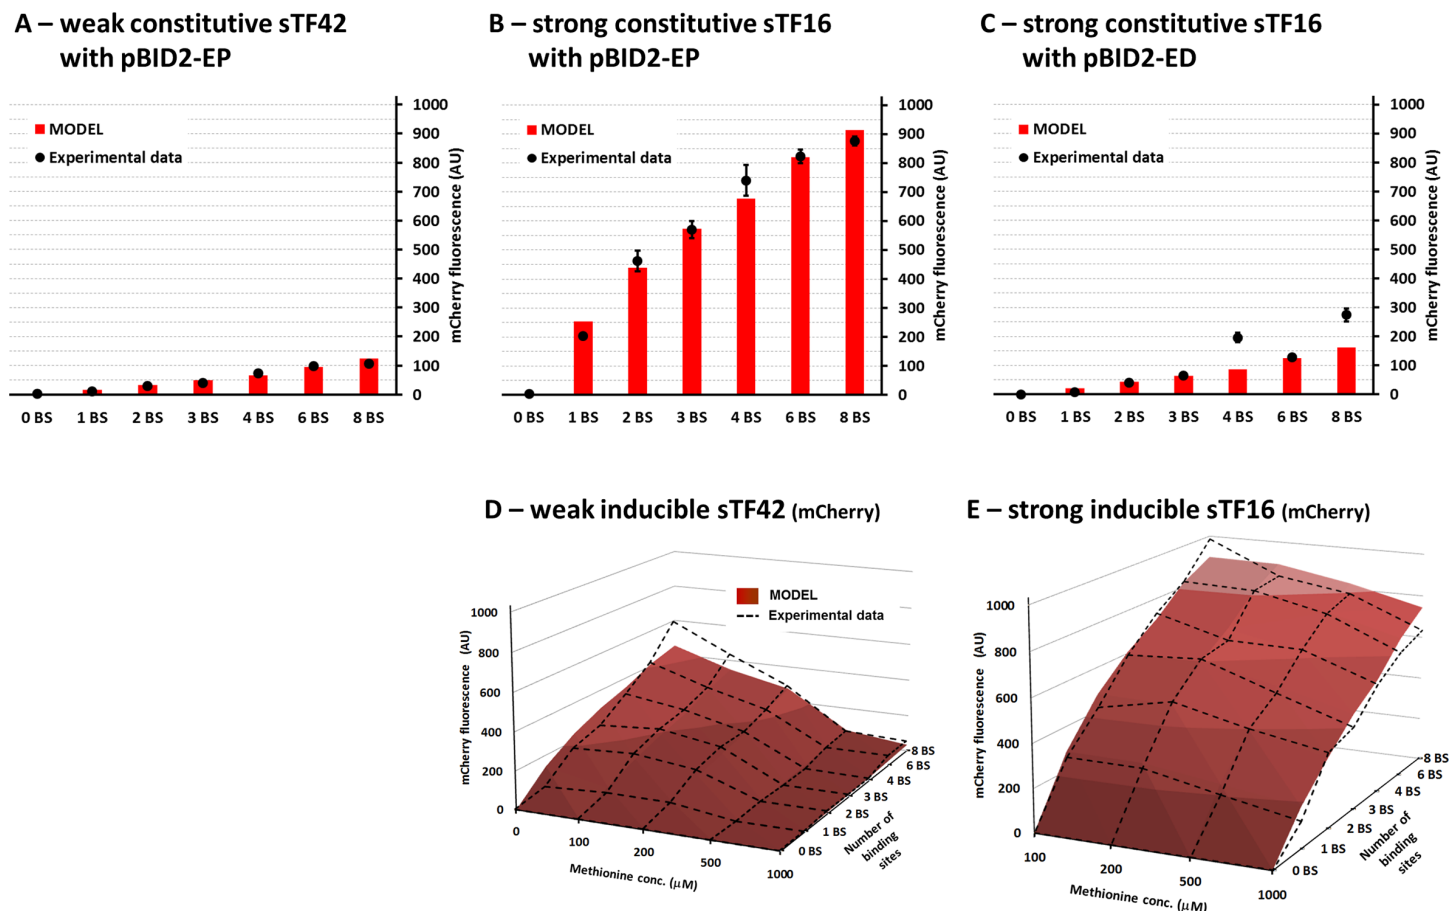 A – weak constitutive sTF42
with pBID2-EP
MODEL
Experimental data
1000
900
800
700
600
500
400
300
200
100
0
mCherry fluorescence (AU)
0 BS 1 BS 2 BS 3 BS 4 BS 6 BS 8 BS
B – strong constitutive sTF16
with pBID2-EP
MODEL
Experimental data
1000
900
800
700
600
500
400
300
200
100
0
mCherry fluorescence (AU)
0 BS 1 BS 2 BS 3 BS 4 BS 6 BS 8 BS
C – strong constitutive sTF16
with pBID2-ED
MODEL
Experimental data
1000
900
800
700
600
500
400
300
200
100
0
mCherry fluorescence (AU)
0 BS 1 BS 2 BS 3 BS 4 BS 6 BS 8 BS
D – weak inducible sTF42 (mCherry)
MODEL
Experimental data
1000
800
600
400
200
0
mCherry fluorescence (AU)
0
100
200
500
1000
Methionine conc. (µM)
8 BS
6 BS
4 BS
3 BS
2 BS
1 BS
0 BS
Number of
binding
sites
E – strong inducible sTF16 (mCherry)
1000
800
600
400
200
0
mCherry fluorescence (AU)
100
200
500
1000
Methionine conc. (µM)
8 BS
6 BS
4 BS
3 BS
2 BS
1 BS
0 BS
Number of
binding
sites